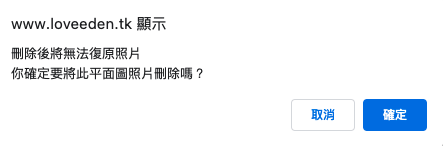 www.loveeden.tk 顯示
刪除後將無法復原照片
你確定要將此平面圖照片刪除嗎？
取消
確定